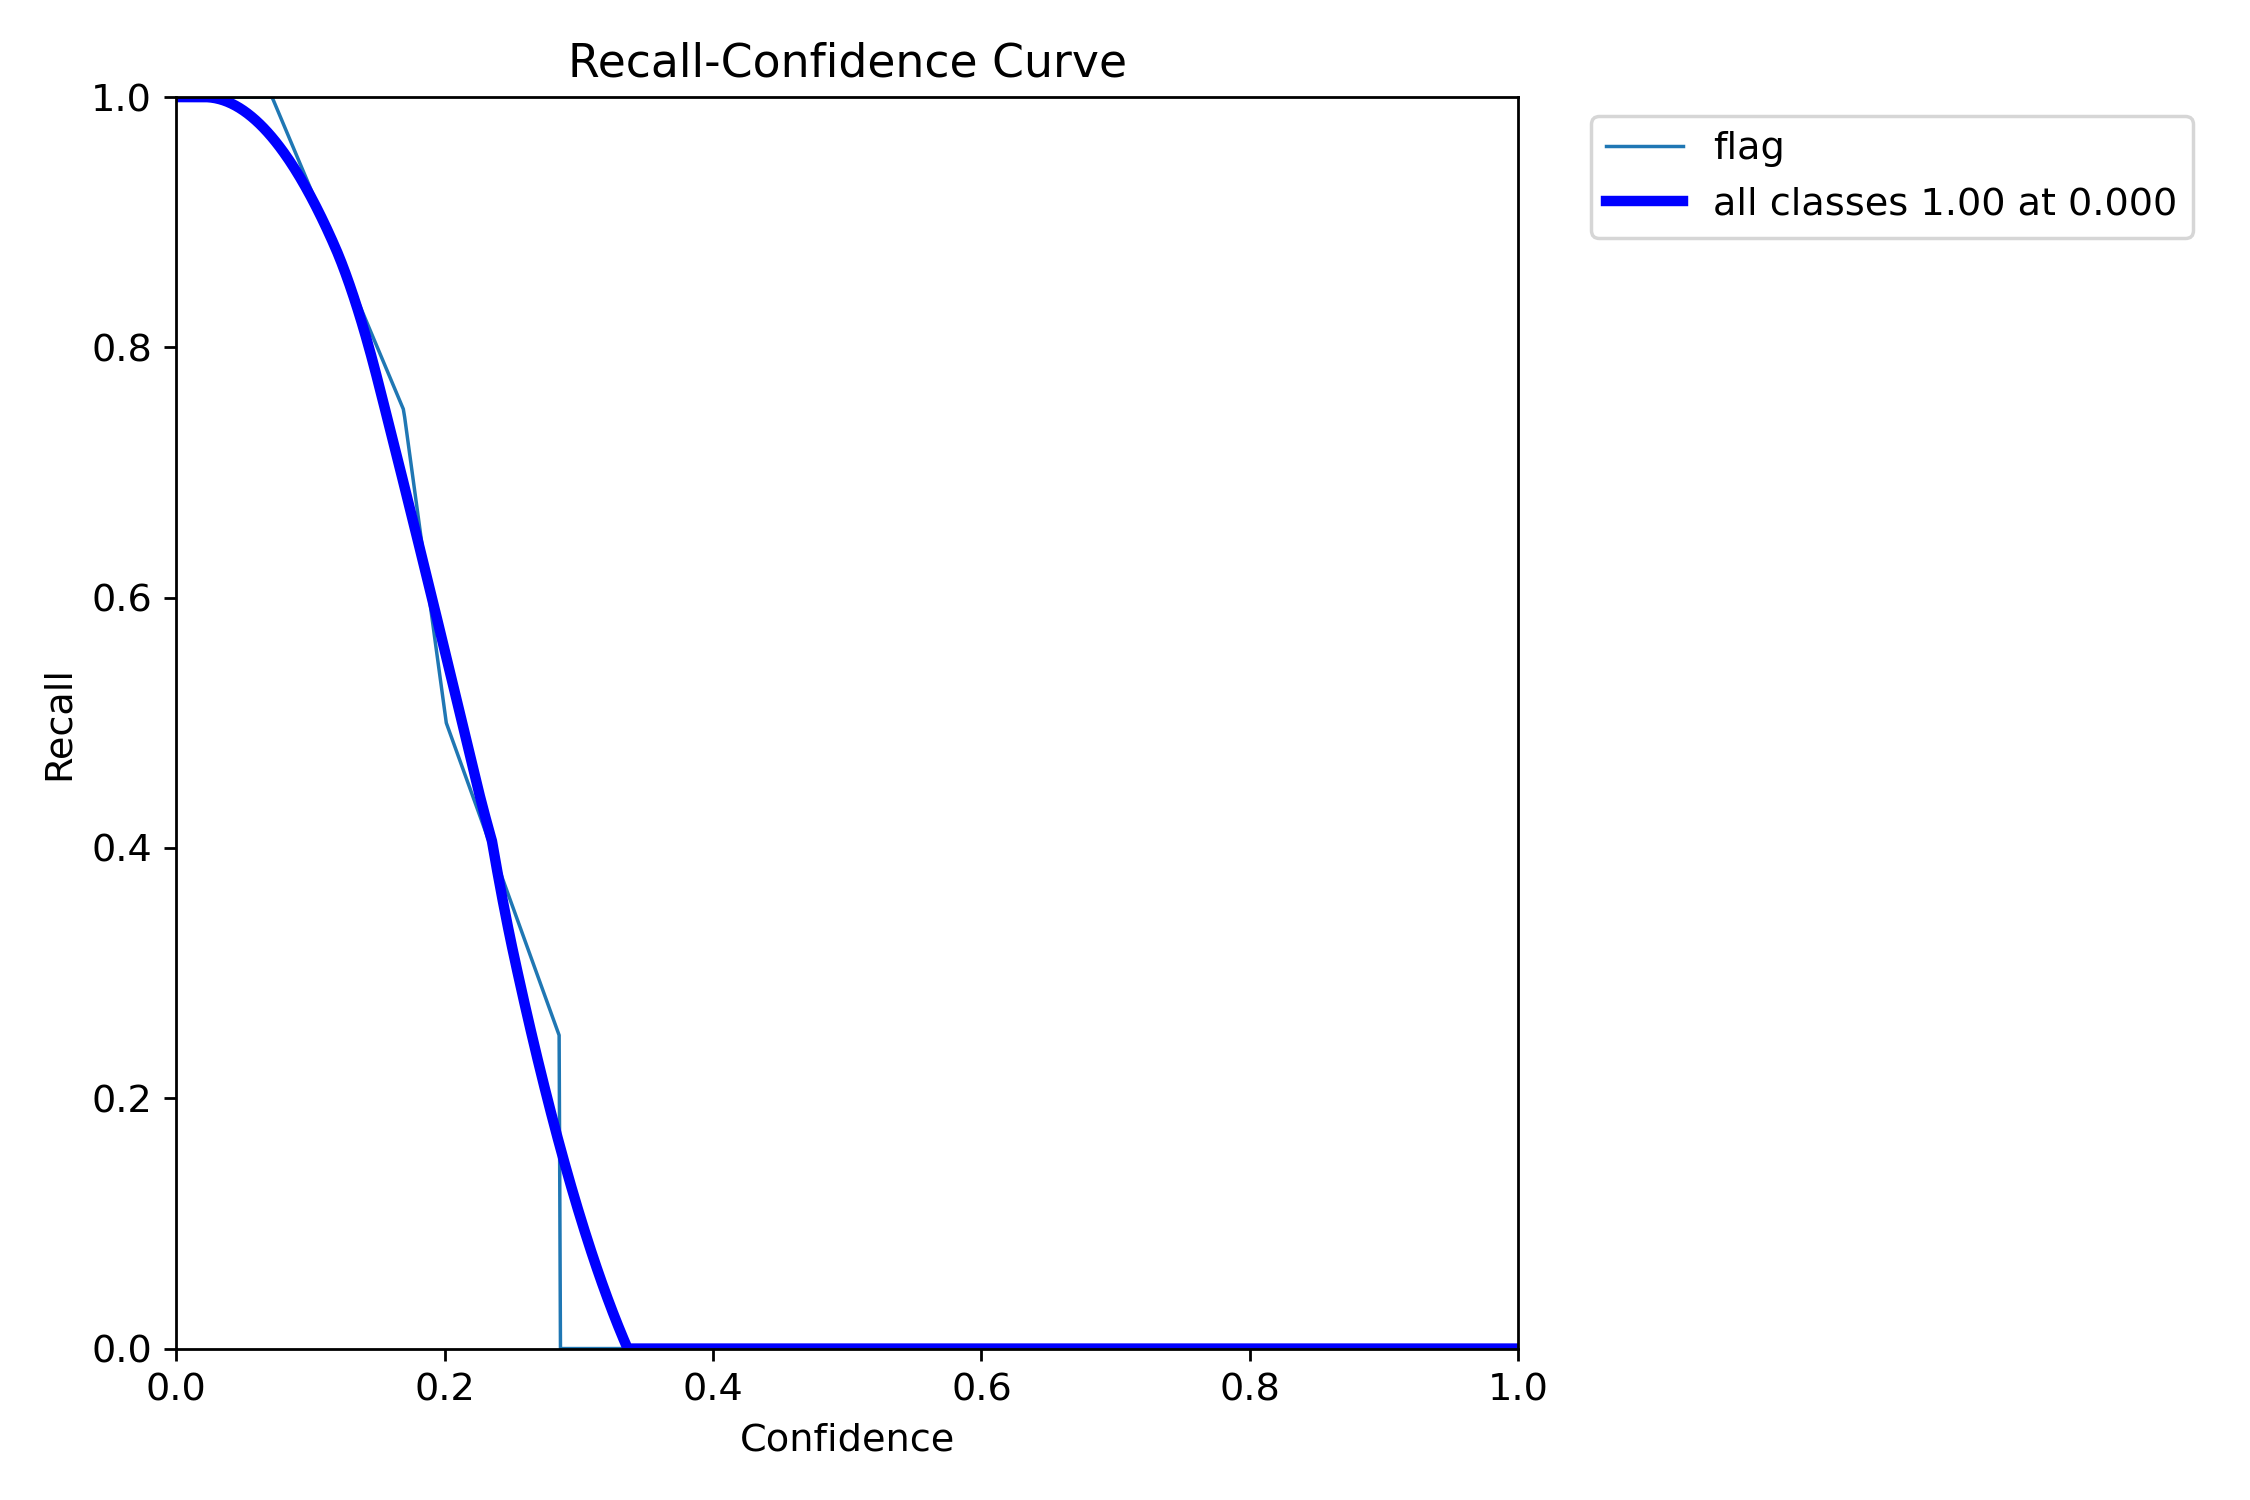 Recall-Confidence Curve
flag
all classes 1.00 at 0.000
1.0
0.8
0.6
0.4
0.2
0.0
Recall
0.0 0.2 0.4 0.6 0.8 1.0
Confidence